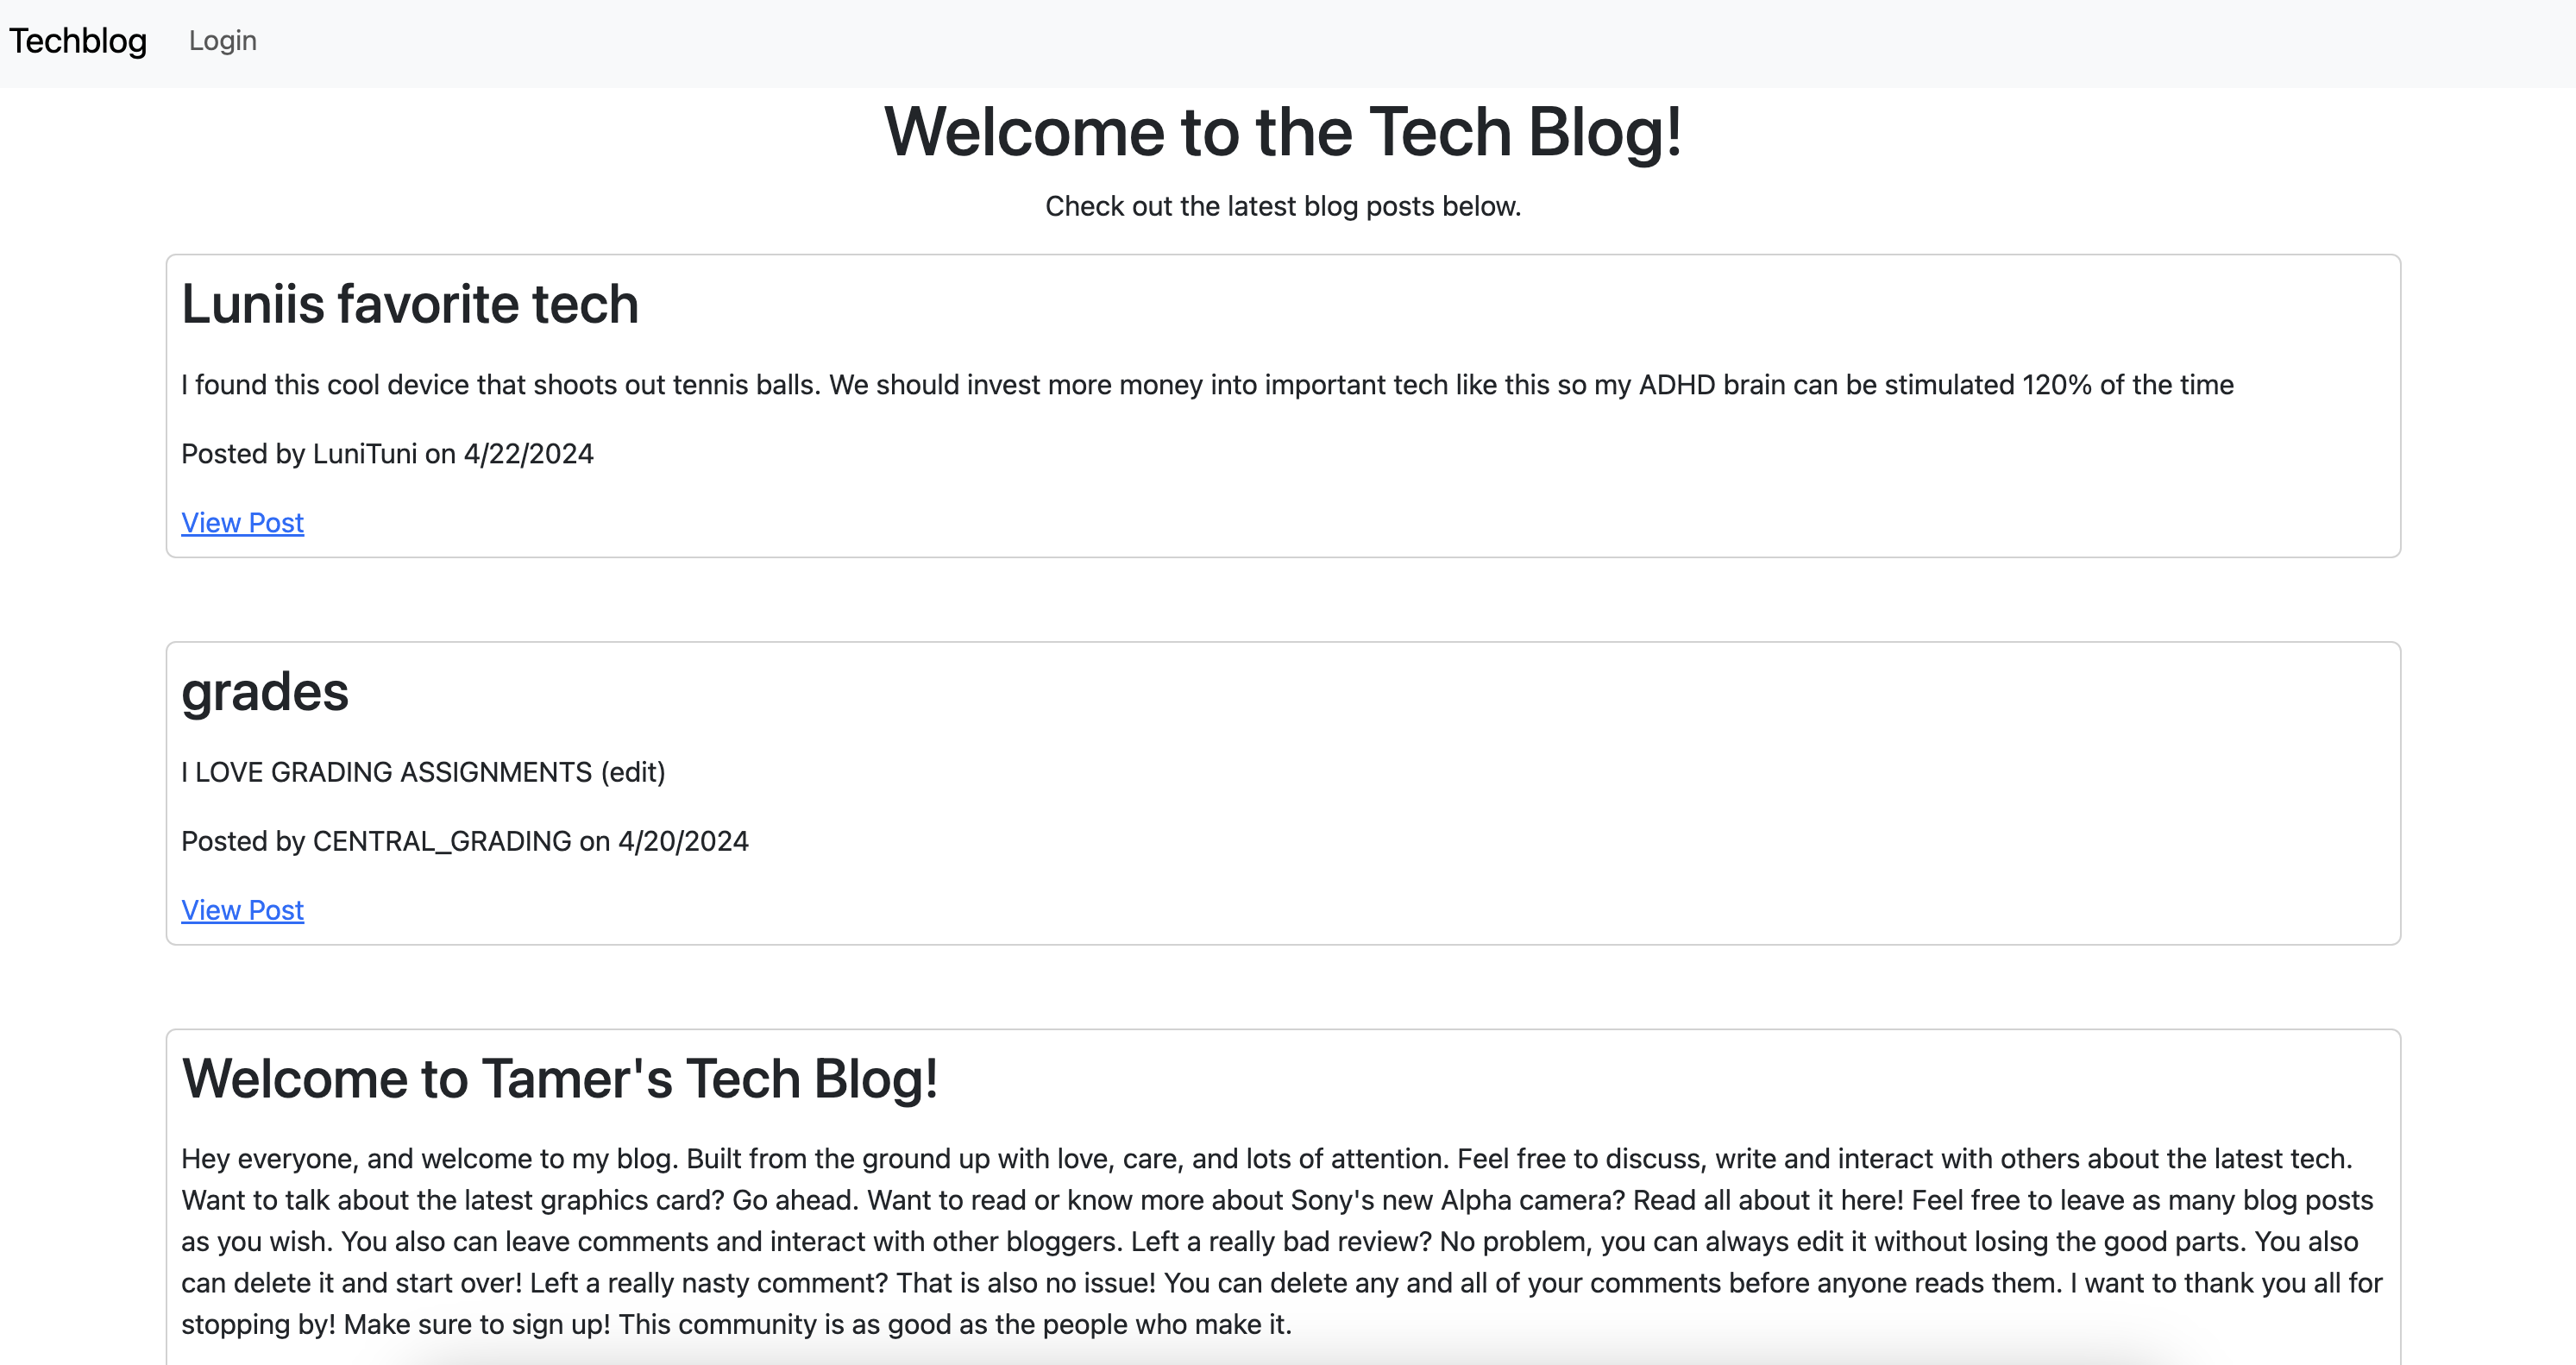 Techblog Login
Welcome to the Tech Blog!
Check out the latest blog posts below.
Luniis favorite tech
I found this cool device that shoots out tennis balls. We should invest more money into important tech like this so my ADHD brain can be stimulated 120% of the time
Posted by LuniTuni on 4/22/2024
View Post
grades
I LOVE GRADING ASSIGNMENTS (edit)
Posted by CENTRAL_GRADING on 4/20/2024
View Post
Welcome to Tamer's Tech Blog!
Hey everyone, and welcome to my blog. Built from the ground up with love, care, and lots of attention. Feel free to discuss, write and interact with others about the latest tech.
Want to talk about the latest graphics card? Go ahead. Want to read or know more about Sony's new Alpha camera? Read all about it here! Feel free to leave as many blog posts
as you wish. You also can leave comments and interact with other bloggers. Left a really bad review? No problem, you can always edit it without losing the good parts. You also
can delete it and start over! Left a really nasty comment? That is also no issue! You can delete any and all of your comments before anyone reads them. I want to thank you all for
stopping by! Make sure to sign up! This community is as good as the people who make it.